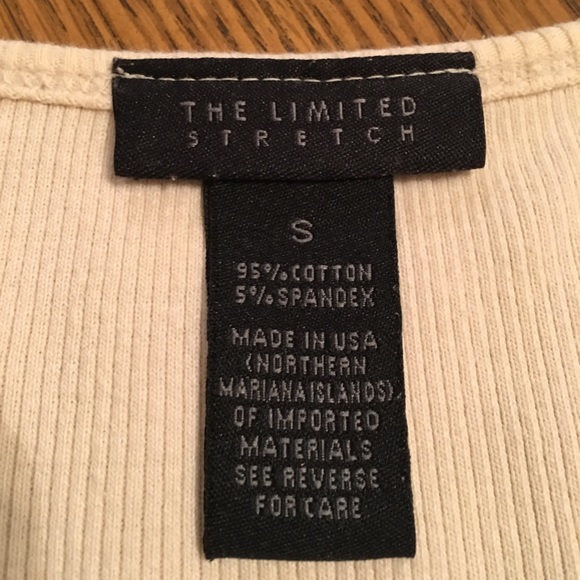 THE LIMITED
STRETCH
S
95% COTTON
5% SPANDEX
MADE IN USA
(NORTHERN
MARIANA ISLANDS)
OF IMPORTED
MATERIALS
SEE REVERSE
FOR CARE